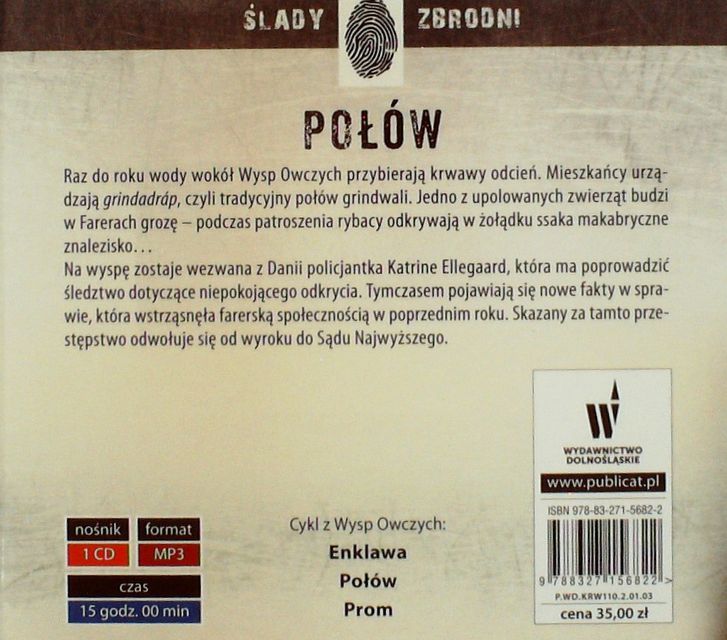 ŚLADY ZBRODNI
POŁÓW
Raz do roku wody wokół Wysp Owczych przybierają krwawy odcień. Mieszkańcy urzą-
dzają grindadráp, czyli tradycyjny połów grindwali. Jedno z upolowanych zwierząt budzi
w Farerach grozę – podczas patroszenia rybacy odkrywają w żołądku ssaka makabryczne
znalezisko...
Na wyspę zostaje wezwana z Danii policjantka Katrine Ellegaard, która ma poprowadzić
śledztwo dotyczące niepokojącego odkrycia. Tymczasem pojawiają się nowe fakty w spra-
wie, która wstrząsnęła farerską społecznością w poprzednim roku. Skazany za tamto prze-
stępstwo odwołuje się od wyroku do Sądu Najwyższego.
nośnik format
1 CD MP3
czas
15 godz. 00 min
Cykl z Wysp Owczych:
Enklawa
Połów
Prom
W
WYDAWNICTWO
DOLNOŚLĄSKIE
www.publicat.pl
ISBN 978-83-271-5682-2
9 788327 156822 >
P.WD.KRW110.2.01.03
cena 35,00 zł